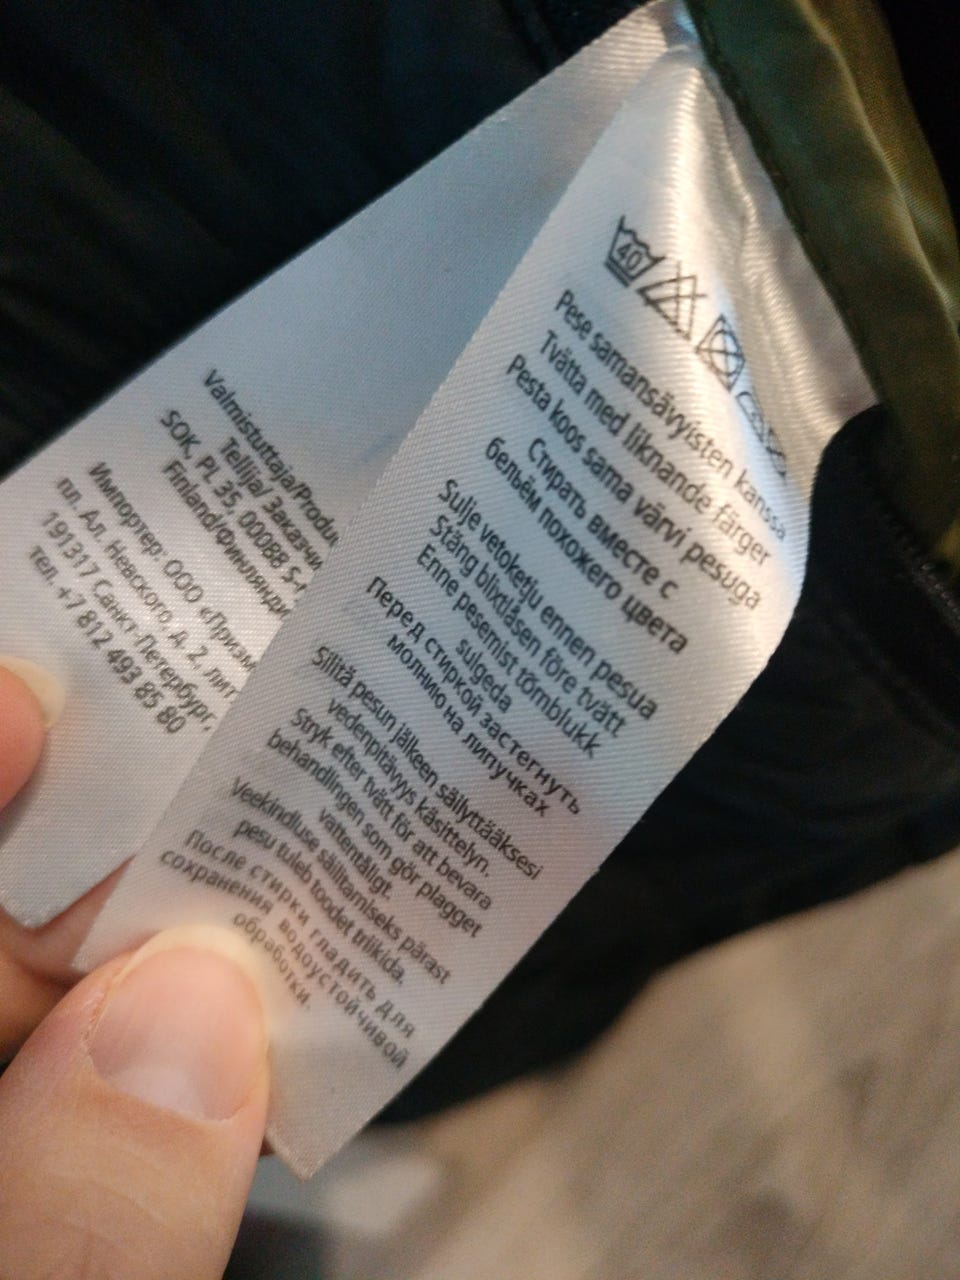 40
Pese samansävyisten kanssa
Tvätta med liknande färger
Pesta koos sama värvi pesuga
Стирать вместе с
бельём похожего цвета
Sulje vetoketju ennen pesua
Stäng blixtlåsen före tvätt
Enne pesemist tõmblukk
sulgeda
Перед стиркой застегнуть
молнию на липучках
Silitä pesun jälkeen säilyttääksesi
vedenpitävyys käsittelyn.
Stryk efter tvätt för att bevara
behandlingen som gör plagget
vattentåligt.
Veekindluse säilitamiseks pärast
pesu tuleb toodet triikida.
После стирки гладить для
сохранения водоустойчивой
обработки.
Valmistuttaja/Produ
Tellija/ Заказчи
SOK, PL 35, 00088 S-
Finland/Финлянди
Импортер: ООО «Призм
пл. Ал. Невского, д. 2, лит
191317 Санкт-Петербург,
тел. +7 812 493 85 80